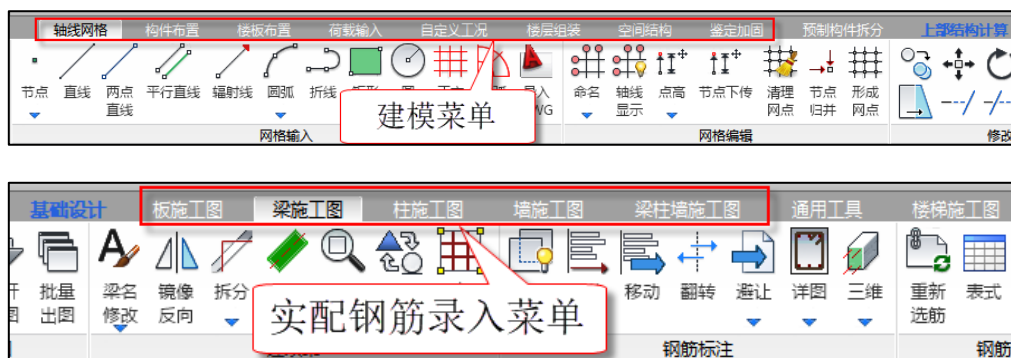 轴线网格 构件布置 楼板布置 荷载输入 自定义工况 楼层组装 空间结构 鉴定加固 预制构件拆分 上部结构计算
节点 直线 两点直线 平行直线 辐射线 圆弧 折线 命名 轴线显示 点高 节点下传 清理网点 节点归并 形成网点
建模菜单
网格输入 网格编辑 修改
基础设计 板施工图 梁施工图 柱施工图 墙施工图 梁柱墙施工图 通用工具 楼梯施工图
批量出图 梁名修改 镜像反向 拆分 移动 翻转 避让 详图 三维 重新选筋 表式
实配钢筋录入菜单
钢筋标注 钢筋